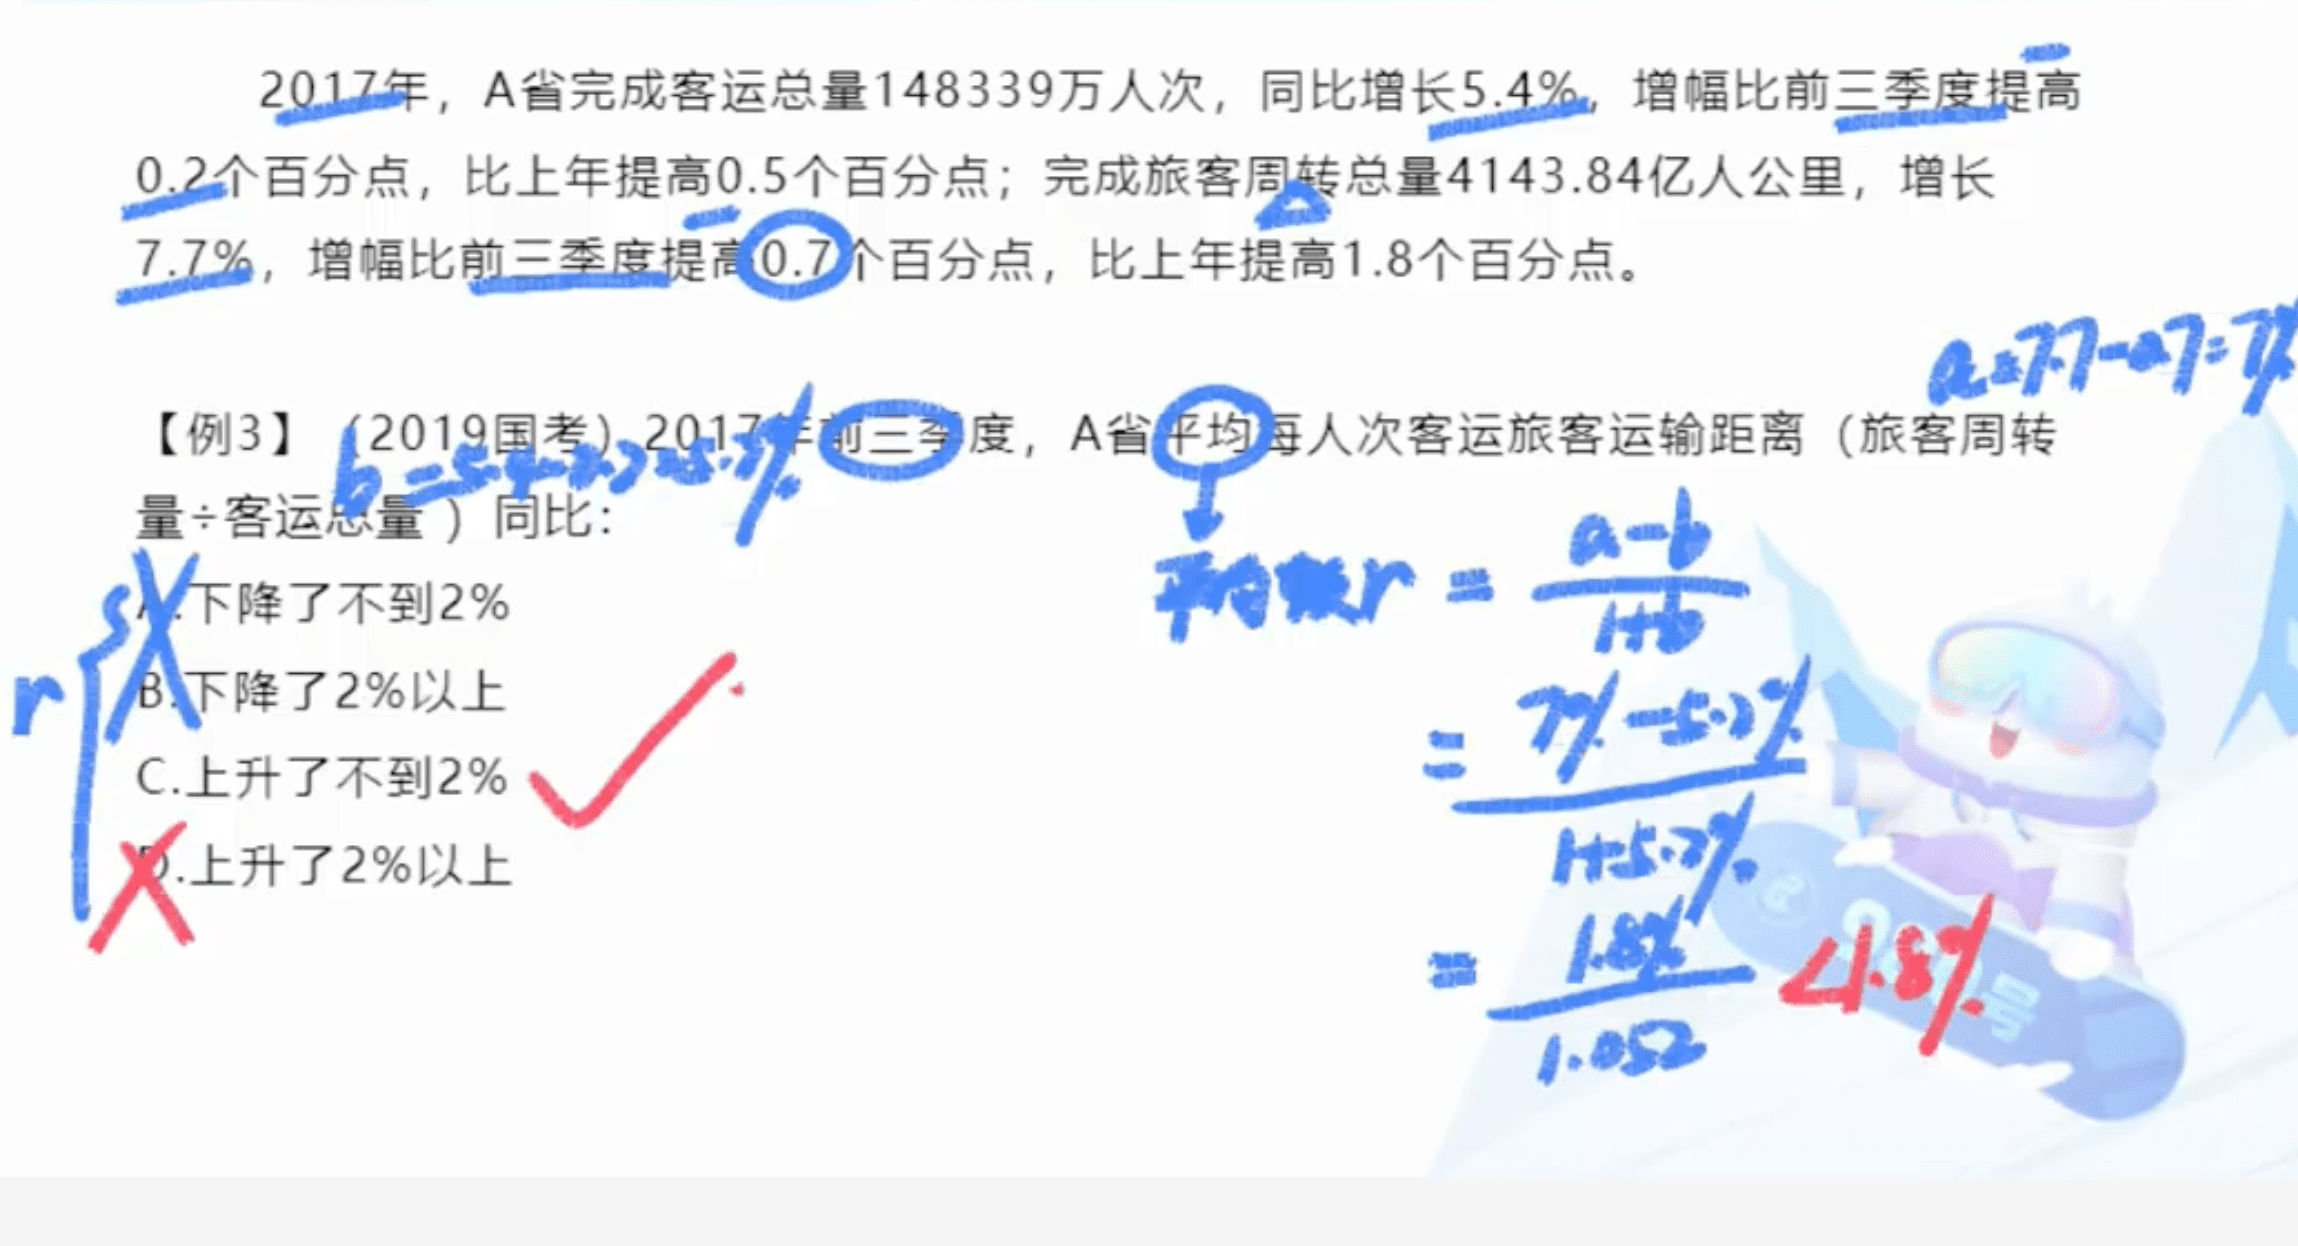 2017年，A省完成客运总量148339万人次，同比增长5.4%，增幅比前三季度提高
0.2个百分点，比上年提高0.5个百分点；完成旅客周转总量4143.84亿人公里，增长
7.7%，增幅比前三季度提高0.7个百分点，比上年提高1.8个百分点。
a=7.7-0.7=7%
【例3】（2019国考）2017年前三季度，A省平均每人次客运旅客运输距离（旅客周转
b=5.4-0.2=5.2%
量÷客运总量 ）同比：
A.下降了不到2%
B.下降了2%以上
C.上升了不到2%
D.上升了2%以上
r
平均数r = a-b
1+b
= 7%-5.2%
1+5.2%
= 1.8%
1.052
<1.8%
号